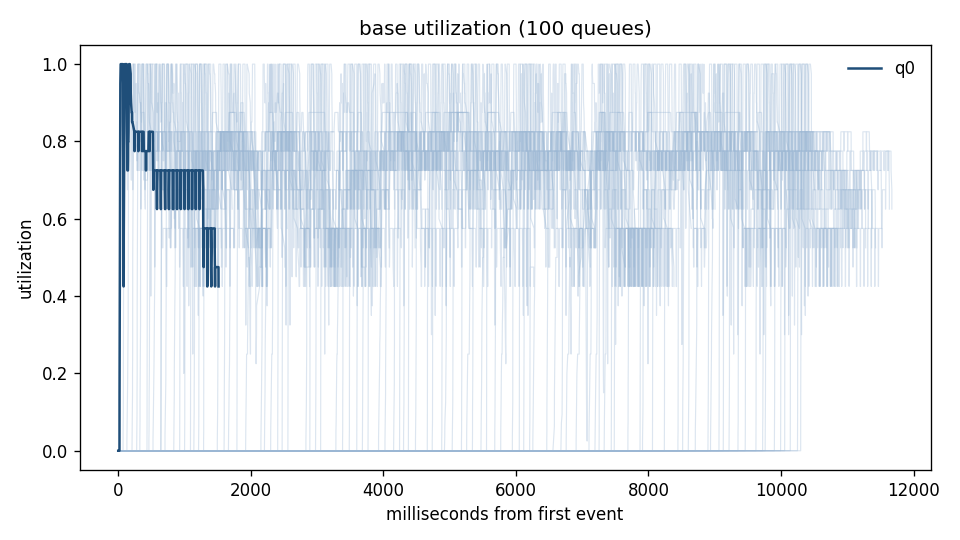 base utilization (100 queues)
q0
1.0
0.8
0.6
0.4
0.2
0.0
utilization
0 2000 4000 6000 8000 10000 12000
milliseconds from first event